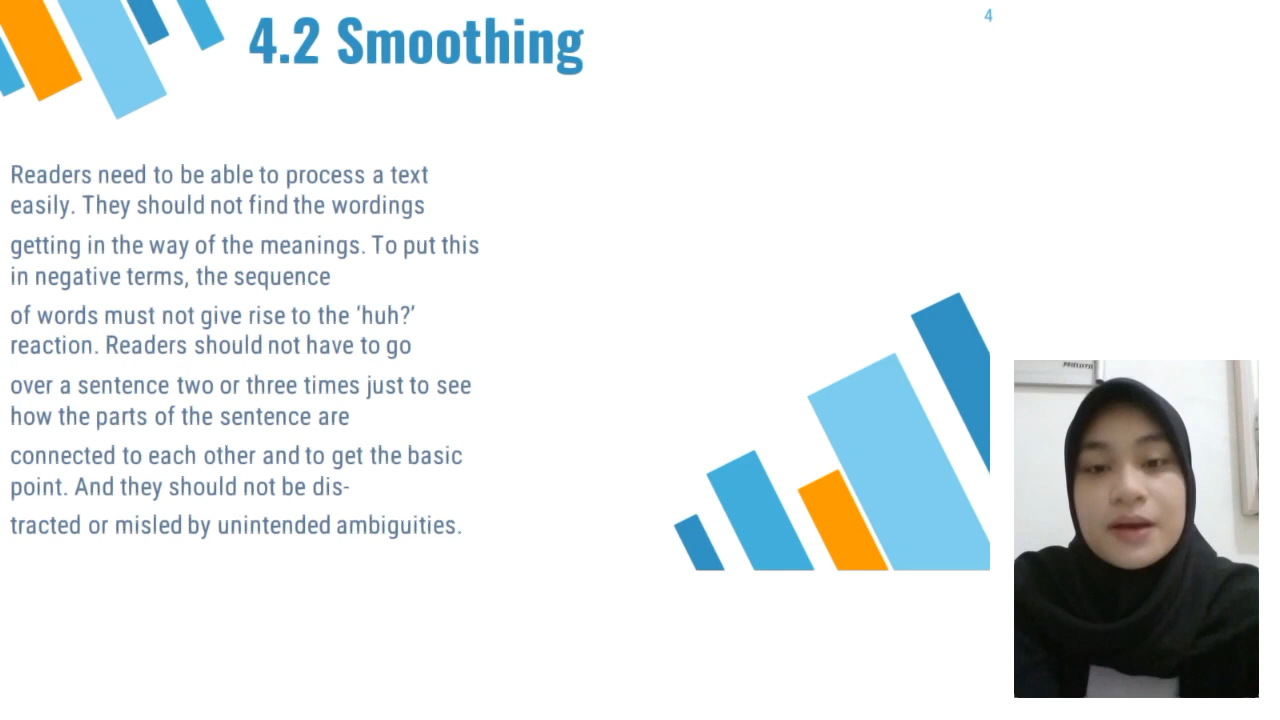 4.2 Smoothing
4
Readers need to be able to process a text
easily. They should not find the wordings
getting in the way of the meanings. To put this
in negative terms, the sequence
of words must not give rise to the ‘huh?’
reaction. Readers should not have to go
over a sentence two or three times just to see
how the parts of the sentence are
connected to each other and to get the basic
point. And they should not be dis-
tracted or misled by unintended ambiguities.